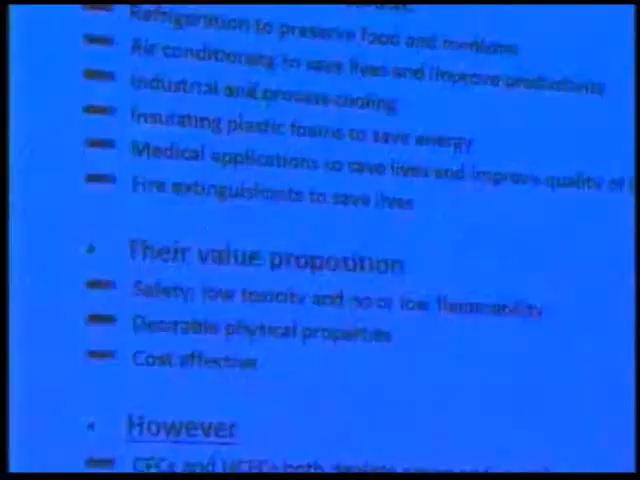 Refrigeration to preserve food and medicine
Air conditioning to save lives and improve productivity
Industrial and process cooling
Insulating plastic foams to save energy
Medical applications to save lives and improve quality of
Fire extinguishants to save lives
Their value proposition
Safety: low toxicity and no or low flammability
Desirable physical properties
Cost effective
However
CFCs and HCFCs both deplete